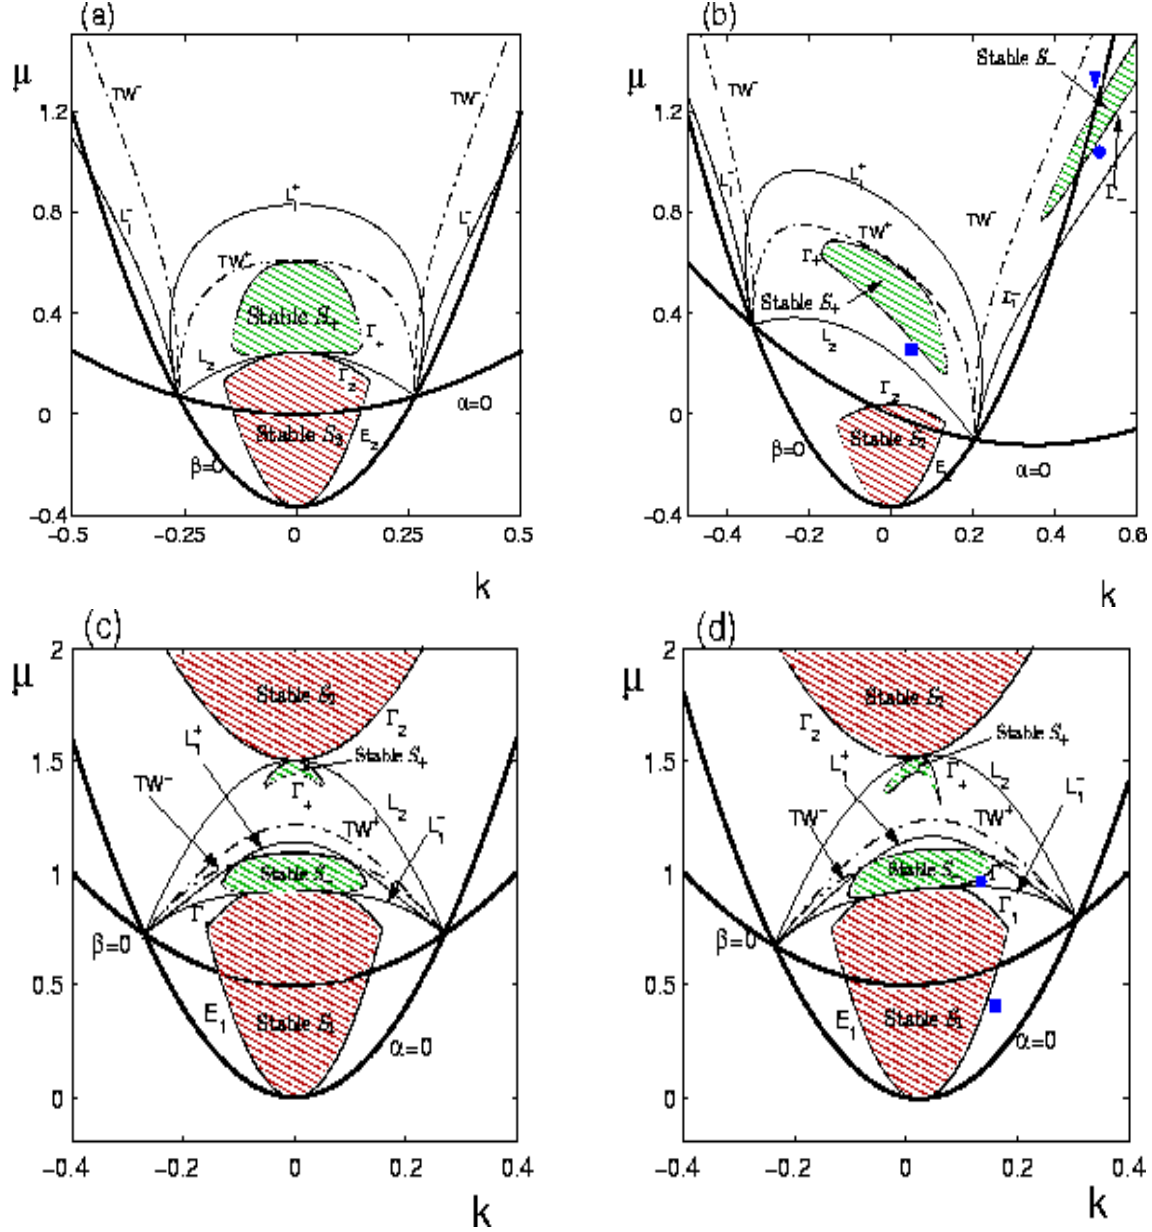 (a)
μ
1.2
0.8
0.4
0
−0.4
−0.5
−0.25
0
0.25
0.5
k
TW⁻
TW⁻
L₁⁺
L₁⁻
L₁⁻
TW⁺
Stable S₊
Γ₊
L₂
Γ₂
α=0
Stable S₂
E₂
β=0
(b)
μ
1.2
0.8
0.4
0
−0.4
−0.4
−0.2
0
0.2
0.4
0.6
k
Stable S₋
TW⁻
L₁⁺
L₁⁻
Γ₋
TW⁺
TW⁻
Γ₊
Stable S₊
L₁⁻
L₂
Γ₂
Stable S₂
β=0
α=0
(c)
μ
2
1.5
1
0.5
0
−0.4
−0.2
0
0.2
0.4
k
Stable S₂
Γ₂
L₁⁺
Stable S₊
TW⁻
Γ₊
L₂
TW⁺
L₁⁻
Stable S₋
β=0
E₁
Stable S₁
α=0
(d)
μ
2
1.5
1
0.5
0
−0.4
−0.2
0
0.2
0.4
k
Stable S₂
Γ₂
Stable S₊
L₁⁺
Γ₊
L₂
L₁⁻
TW⁻
TW⁺
Stable S₋
Γ₁
β=0
E₁
Stable S₁
α=0